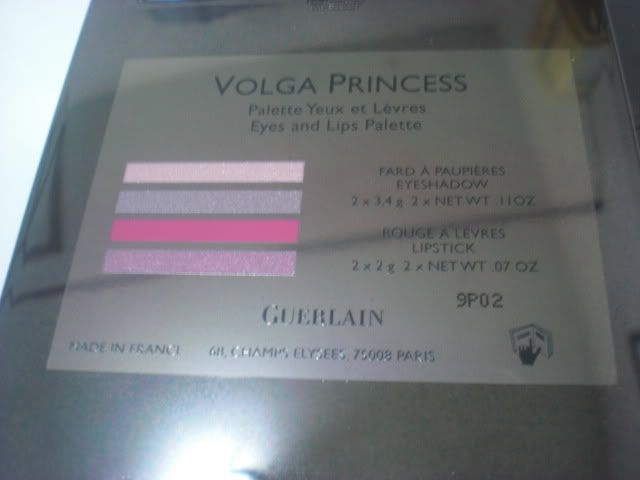 VOLGA PRINCESS
Palette Yeux et Lèvres
Eyes and Lips Palette
FARD À PAUPIÈRES
EYESHADOW
2 x 3,4 g 2 x NET WT .11OZ
ROUGE À LÈVRES
LIPSTICK
2 x 2 g 2 x NET WT .07 OZ
9P02
GUERLAIN
MADE IN FRANCE 68, CHAMPS ELYSEES, 75008 PARIS